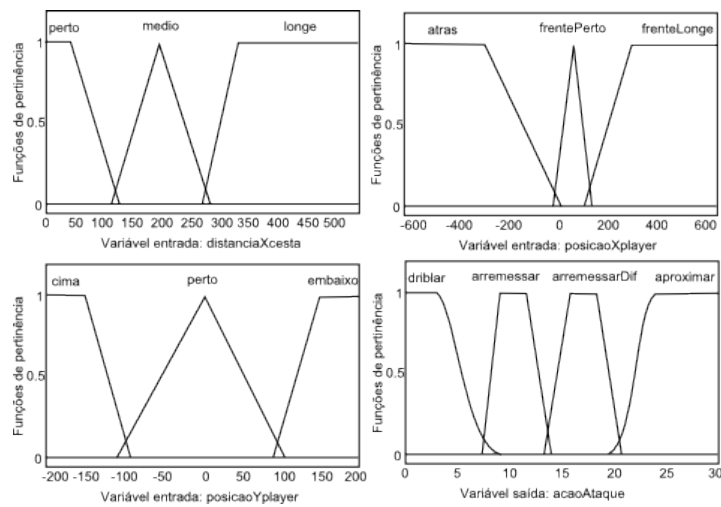 perto medio longe
Funções de pertinência
1
0.5
0
0 50 100 150 200 250 300 350 400 450 500
Variável entrada: distanciaXcesta
atras frentePerto frenteLonge
Funções de pertinência
1
0.5
0
-600 -400 -200 0 200 400 600
Variável entrada: posicaoXplayer
cima perto embaixo
Funções de pertinência
1
0.5
0
-200 -150 -100 -50 0 50 100 150 200
Variável entrada: posicaoYplayer
driblar arremessar arremessarDif aproximar
Funções de pertinência
1
0.5
0
0 5 10 15 20 25 30
Variável saída: acaoAtaque